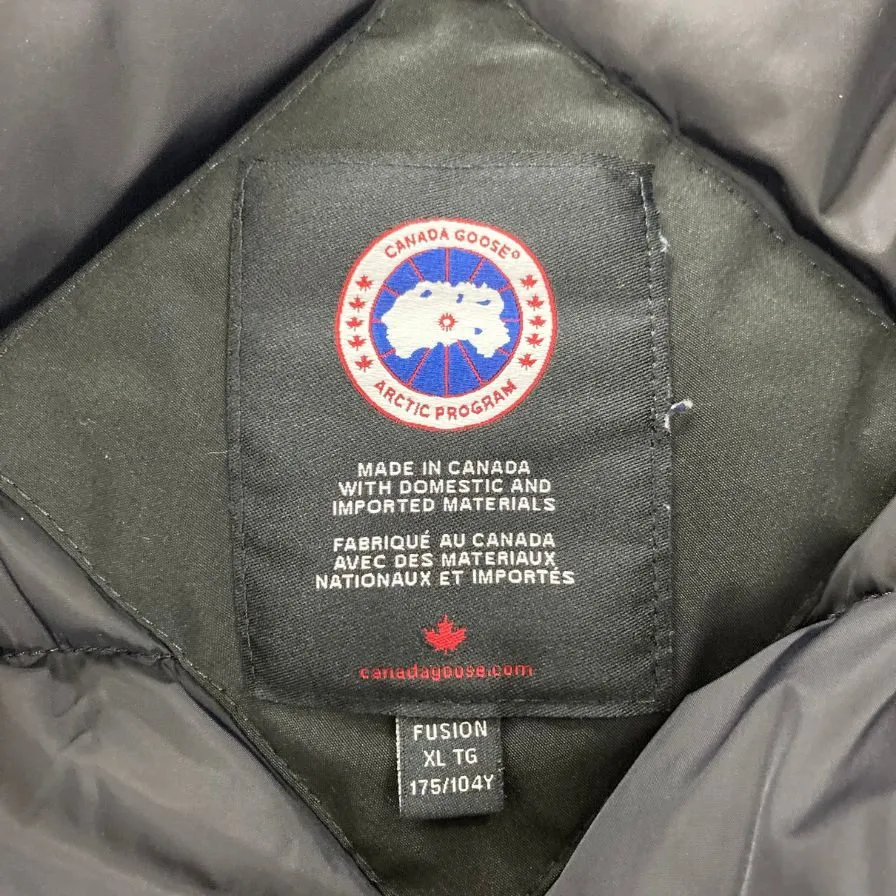 CANADA GOOSE®
ARCTIC PROGRAM
MADE IN CANADA
WITH DOMESTIC AND
IMPORTED MATERIALS
FABRIQUÉ AU CANADA
AVEC DES MATERIAUX
NATIONAUX ET IMPORTÉS
canadagoose.com
FUSION
XL TG
175/104Y